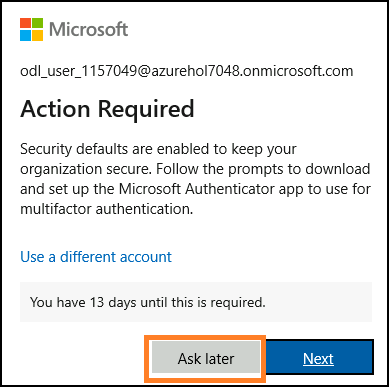 Microsoft
odl_user_1157049@azurehol7048.onmicrosoft.com
Action Required
Security defaults are enabled to keep your
organization secure. Follow the prompts to download
and set up the Microsoft Authenticator app to use for
multifactor authentication.
Use a different account
You have 13 days until this is required.
Ask later
Next